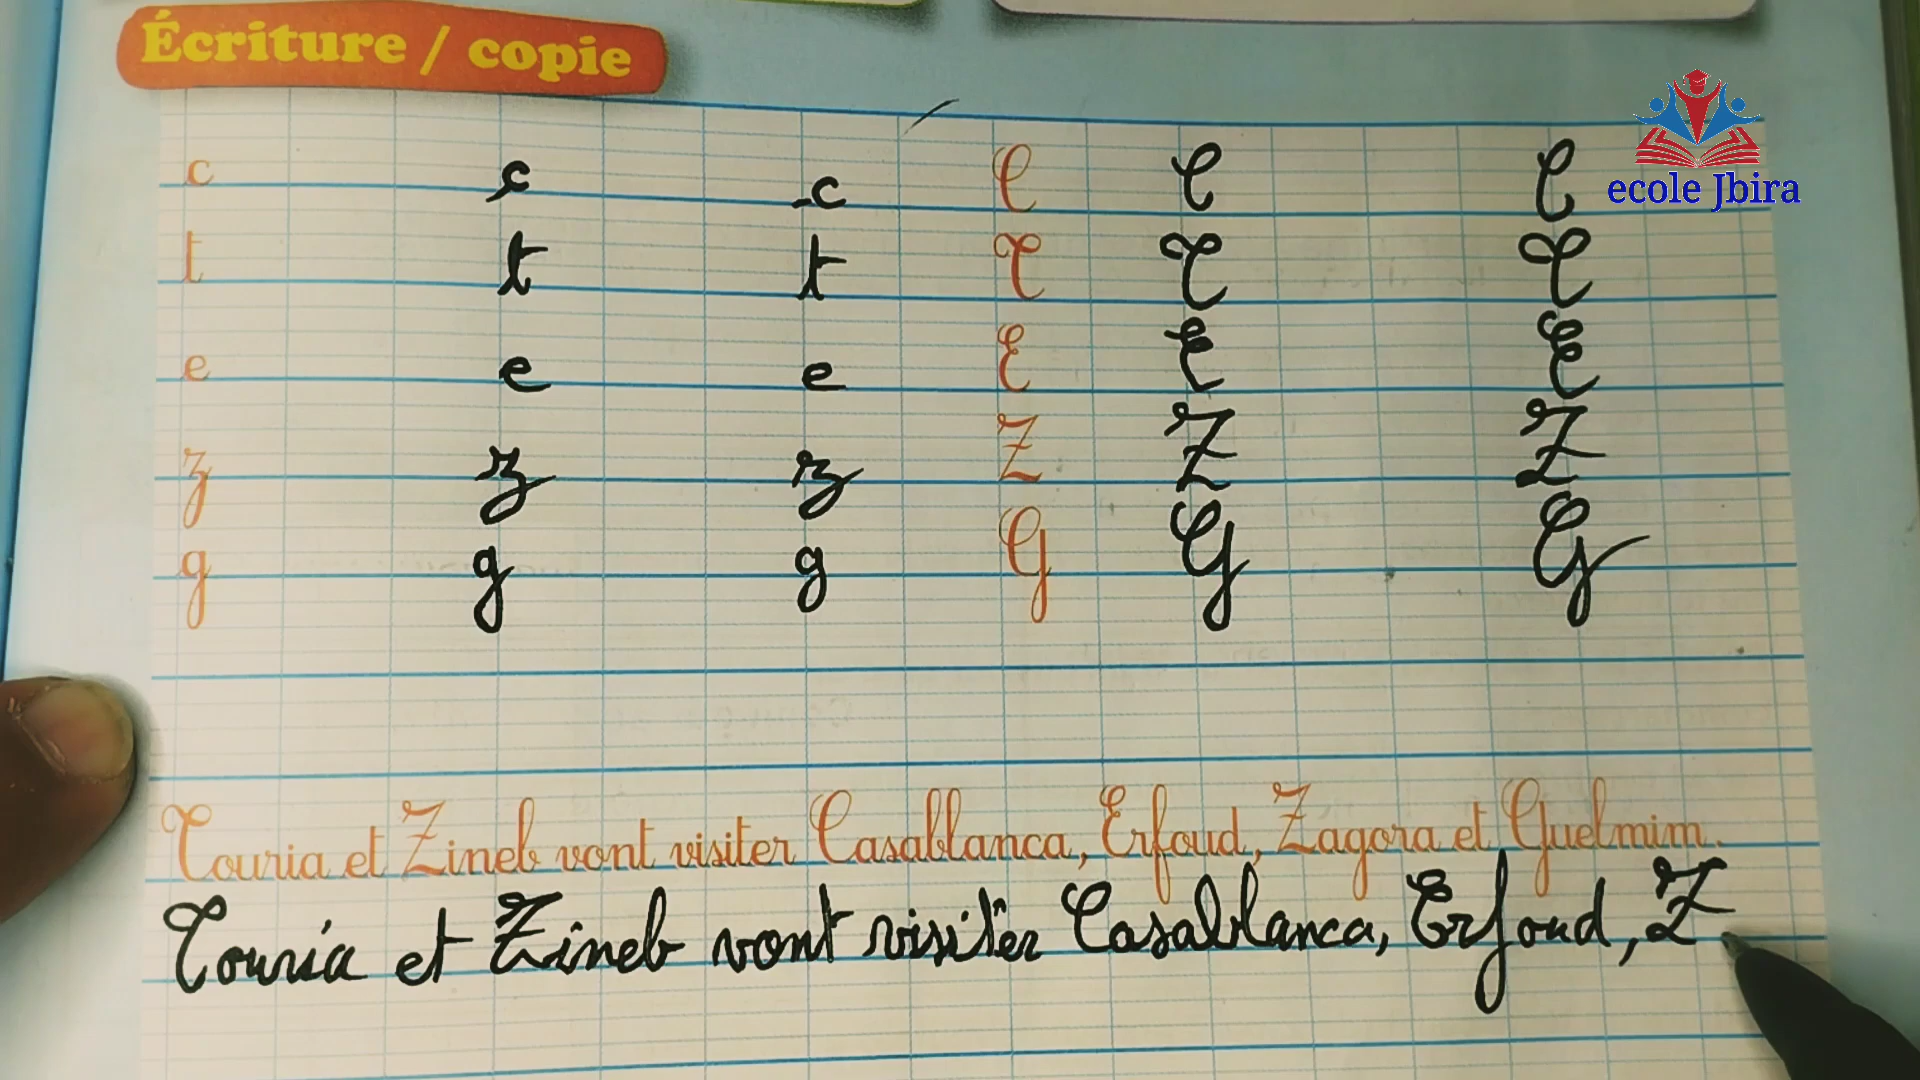 Écriture / copie
ecole Jbira
c c c C C C
t t t T T T
e e e E E E
z z z Z Z Z
g g g G G G
Touria et Zineb vont visiter Casablanca, Erfoud, Zagora et Guelmim.
Touria et Zineb vont visiter Casablanca, Erfoud, Z